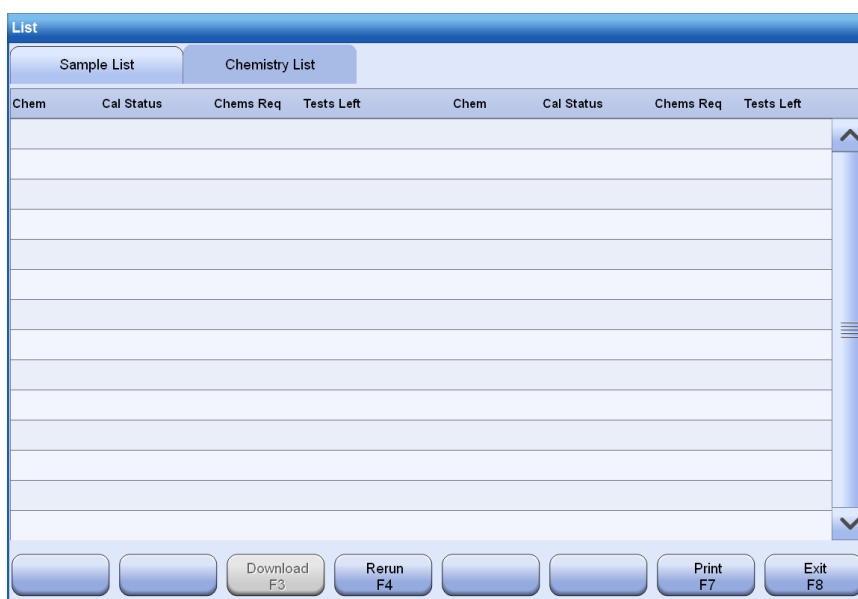 List
Sample List Chemistry List
Chem Cal Status Chems Req Tests Left Chem Cal Status Chems Req Tests Left
Download Rerun Print Exit
F3 F4 F7 F8